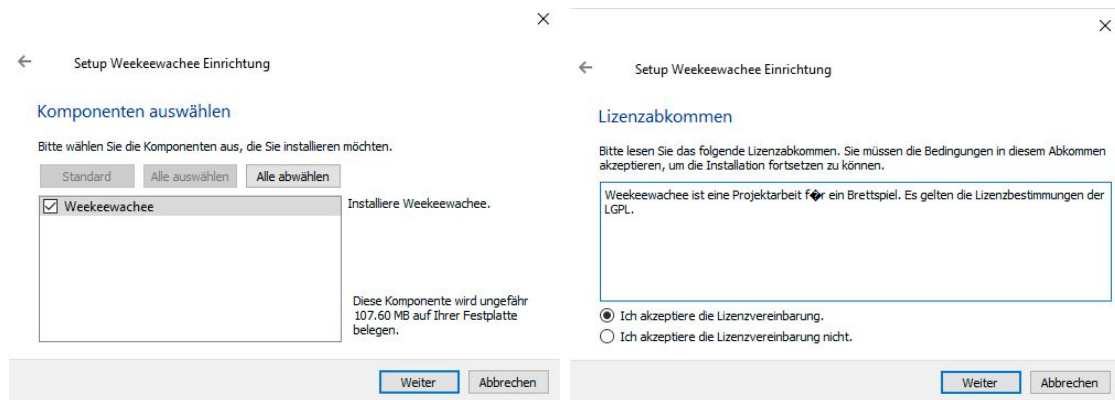 Setup Weekeewachee Einrichtung
Komponenten auswählen
Bitte wählen Sie die Komponenten aus, die Sie installieren möchten.
Standard Alle auswählen Alle abwählen
Weekeewachee
Installiere Weekeewachee.
Diese Komponente wird ungefähr
107.60 MB auf Ihrer Festplatte
belegen.
Weiter Abbrechen
Setup Weekeewachee Einrichtung
Lizenzabkommen
Bitte lesen Sie das folgende Lizenzabkommen. Sie müssen die Bedingungen in diesem Abkommen
akzeptieren, um die Installation fortsetzen zu können.
Weekeewachee ist eine Projektarbeit f�r ein Brettspiel. Es gelten die Lizenzbestimmungen der
LGPL.
Ich akzeptiere die Lizenzvereinbarung.
Ich akzeptiere die Lizenzvereinbarung nicht.
Weiter Abbrechen